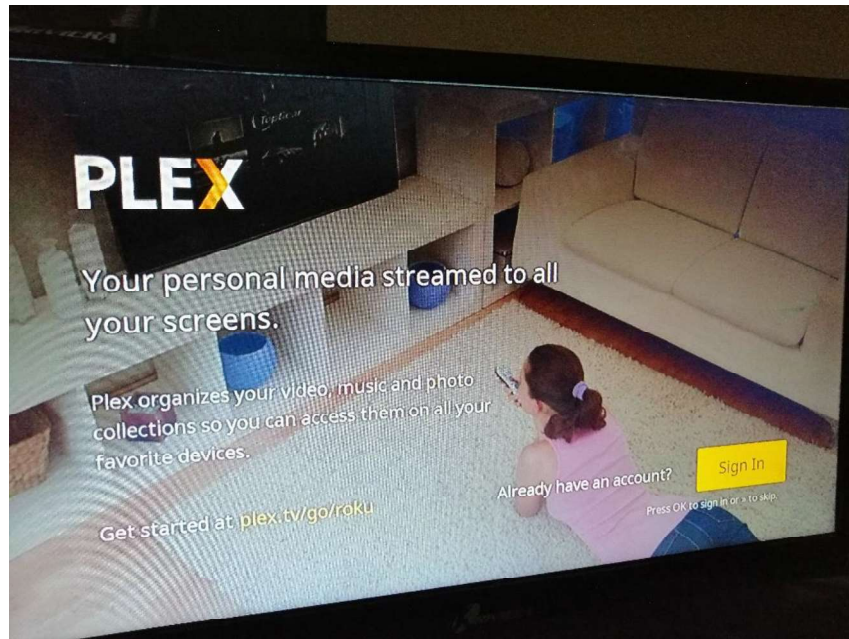 PLEX
Your personal media streamed to all
your screens.
Plex organizes your video, music and photo
collections so you can access them on all your
favorite devices.
Get started at plex.tv/go/roku
Already have an account?
Sign In
Press OK to sign in or » to skip.